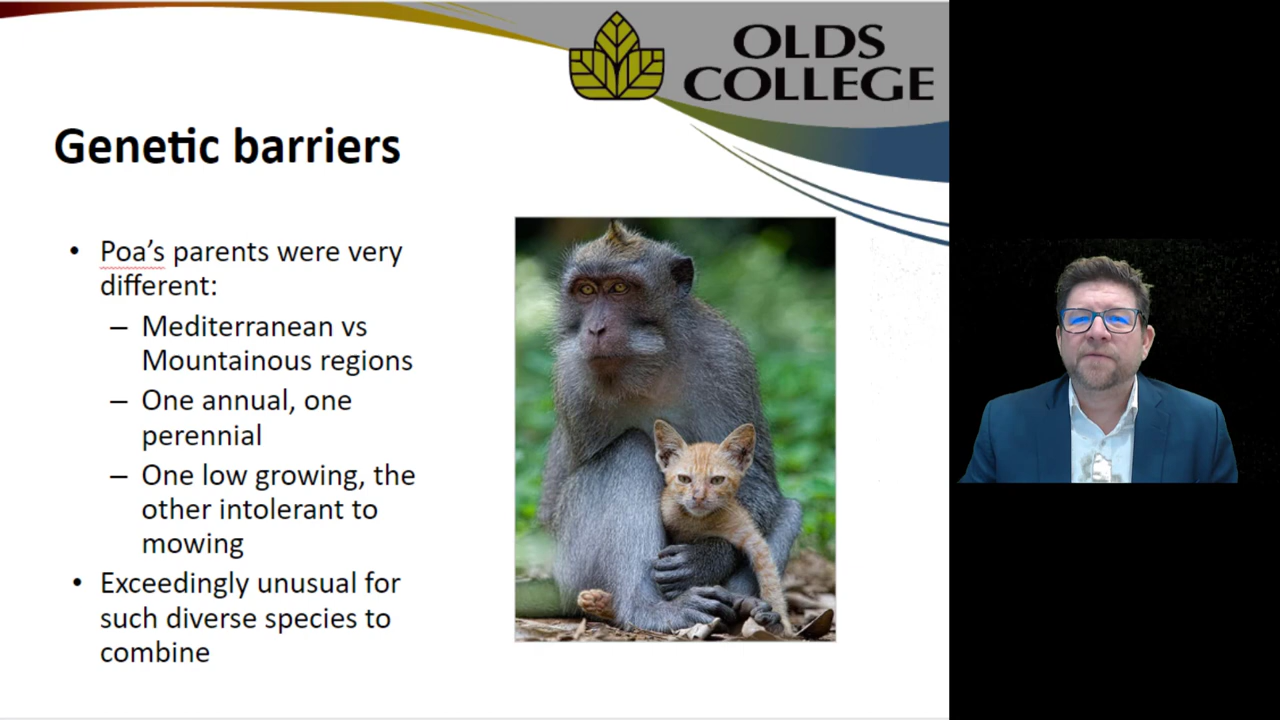 OLDS
COLLEGE
Genetic barriers
• Poa's parents were very
different:
– Mediterranean vs
Mountainous regions
– One annual, one
perennial
– One low growing, the
other intolerant to
mowing
• Exceedingly unusual for
such diverse species to
combine